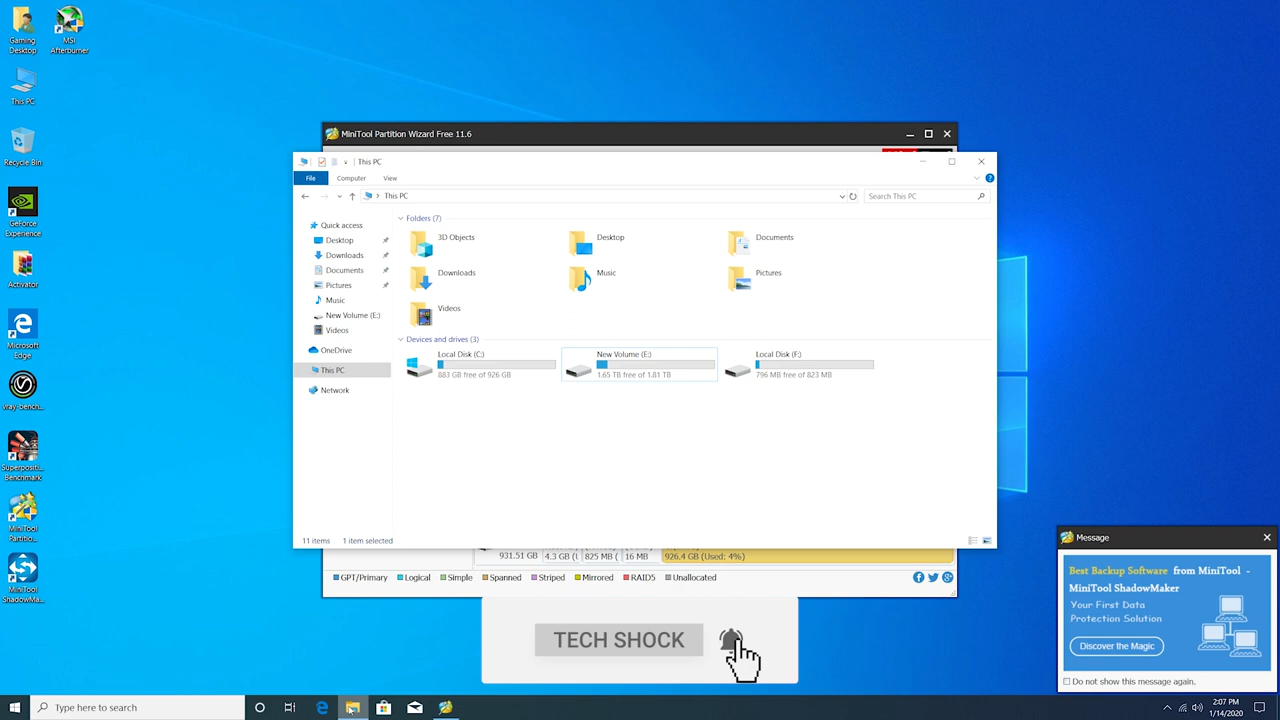 Gaming
Desktop
MSI
Afterburner
This PC
Recycle Bin
GeForce
Experience
Activator
Microsoft
Edge
vray-bench...
Superpositi...
Benchmark
MiniTool
Partitio...
MiniTool
ShadowMa...
MiniTool Partition Wizard Free 11.6
This PC
File
Computer
View
This PC
Search This PC
Quick access
Desktop
Downloads
Documents
Pictures
Music
New Volume (E:)
Videos
OneDrive
This PC
Network
Folders (7)
3D Objects
Desktop
Documents
Downloads
Music
Pictures
Videos
Devices and drives (3)
Local Disk (C:)
883 GB free of 926 GB
New Volume (E:)
1.65 TB free of 1.81 TB
Local Disk (F:)
796 MB free of 823 MB
11 items
1 item selected
931.51 GB
4.3 GB (U
825 MB (
16 MB
926.4 GB (Used: 4%)
GPT/Primary
Logical
Simple
Spanned
Striped
Mirrored
RAID5
Unallocated
TECH SHOCK
Message
Best Backup Software from MiniTool -
MiniTool ShadowMaker
Your First Data
Protection Solution
Discover the Magic
Do not show this message again.
Type here to search
2:07 PM
1/14/2020